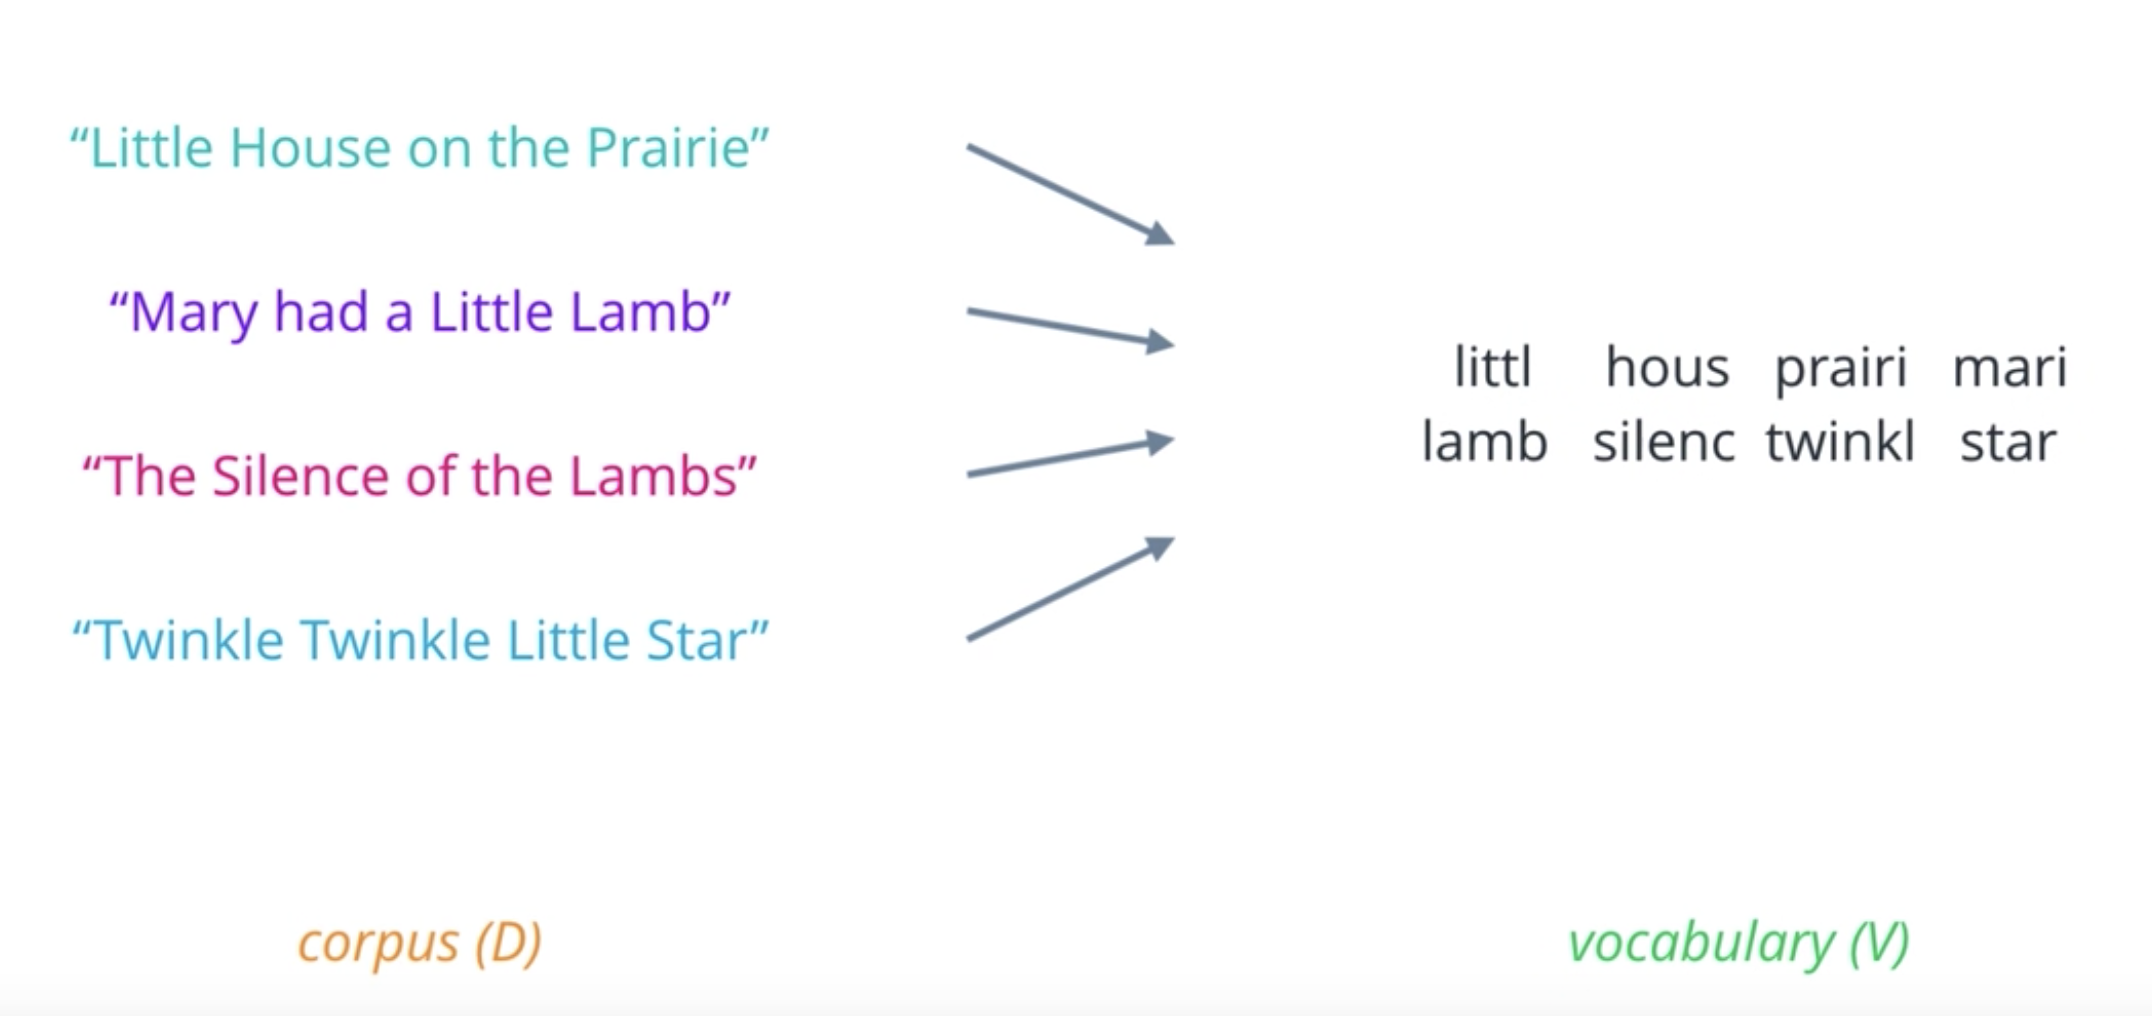 “Little House on the Prairie”
“Mary had a Little Lamb”
“The Silence of the Lambs”
“Twinkle Twinkle Little Star”
littl hous prairi mari
lamb silenc twinkl star
corpus (D)
vocabulary (V)